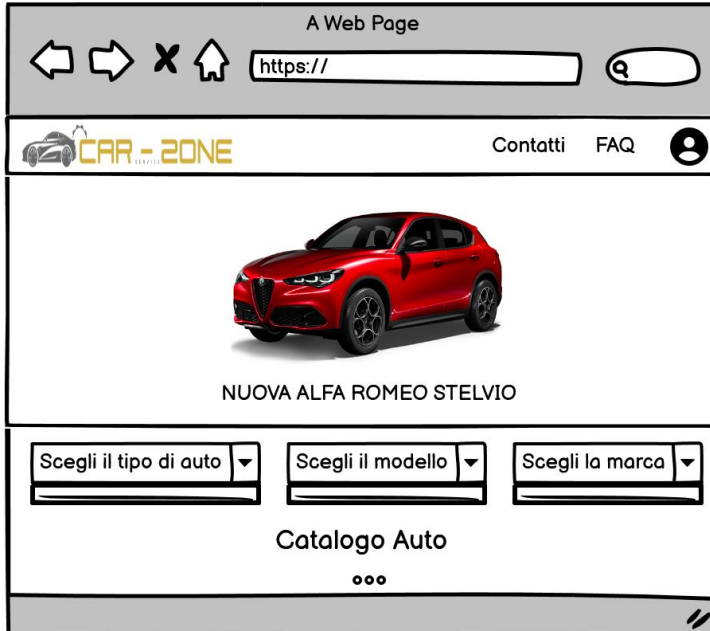 A Web Page
https://
CAR - ZONE
SERVICE
Contatti FAQ
NUOVA ALFA ROMEO STELVIO
Scegli il tipo di auto Scegli il modello Scegli la marca
Catalogo Auto